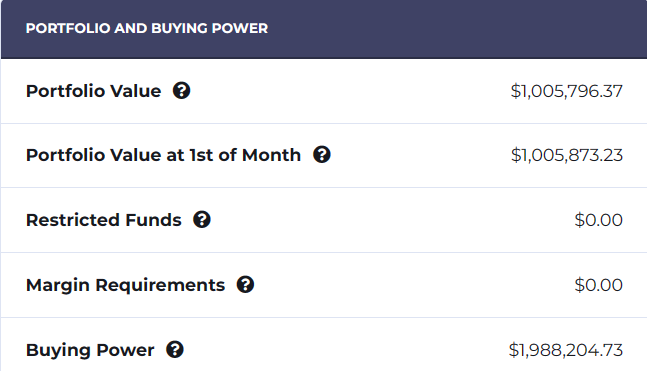 PORTFOLIO AND BUYING POWER
Portfolio Value ? $1,005,796.37
Portfolio Value at 1st of Month ? $1,005,873.23
Restricted Funds ? $0.00
Margin Requirements ? $0.00
Buying Power ? $1,988,204.73